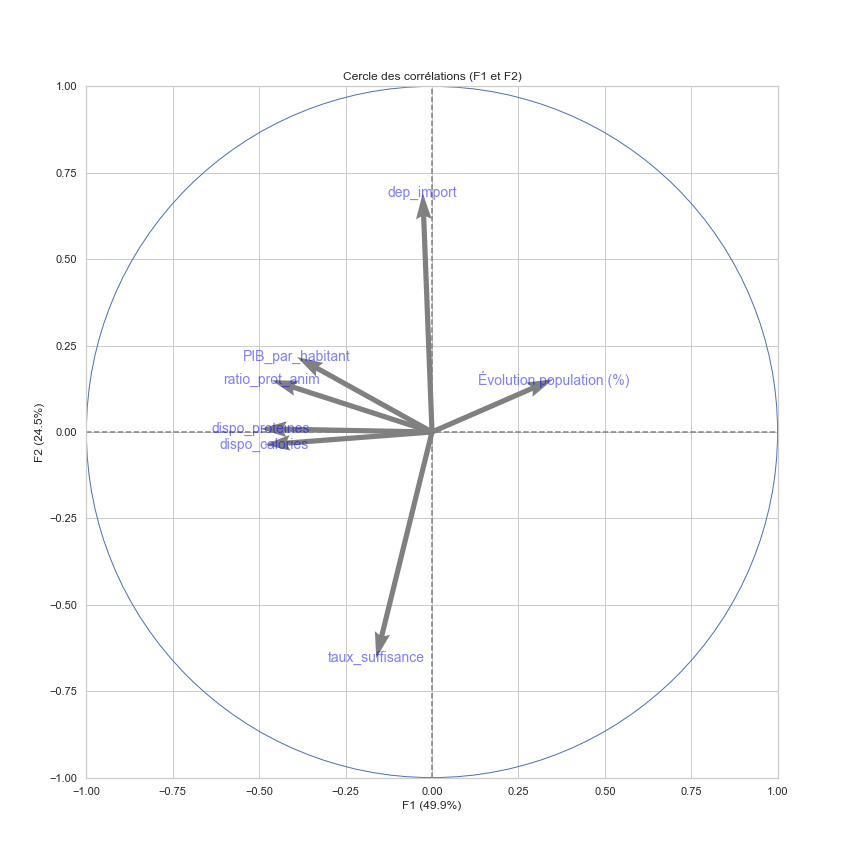 Cercle des corrélations (F1 et F2)
1.00
0.75
0.50
0.25
0.00
−0.25
−0.50
−0.75
−1.00
F2 (24.5%)
dep_import
PIB_par_habitant
ratio_prot_anim
Évolution population (%)
dispo_protéines
dispo_calories
taux_suffisance
−1.00
−0.75
−0.50
−0.25
0.00
0.25
0.50
0.75
1.00
F1 (49.9%)